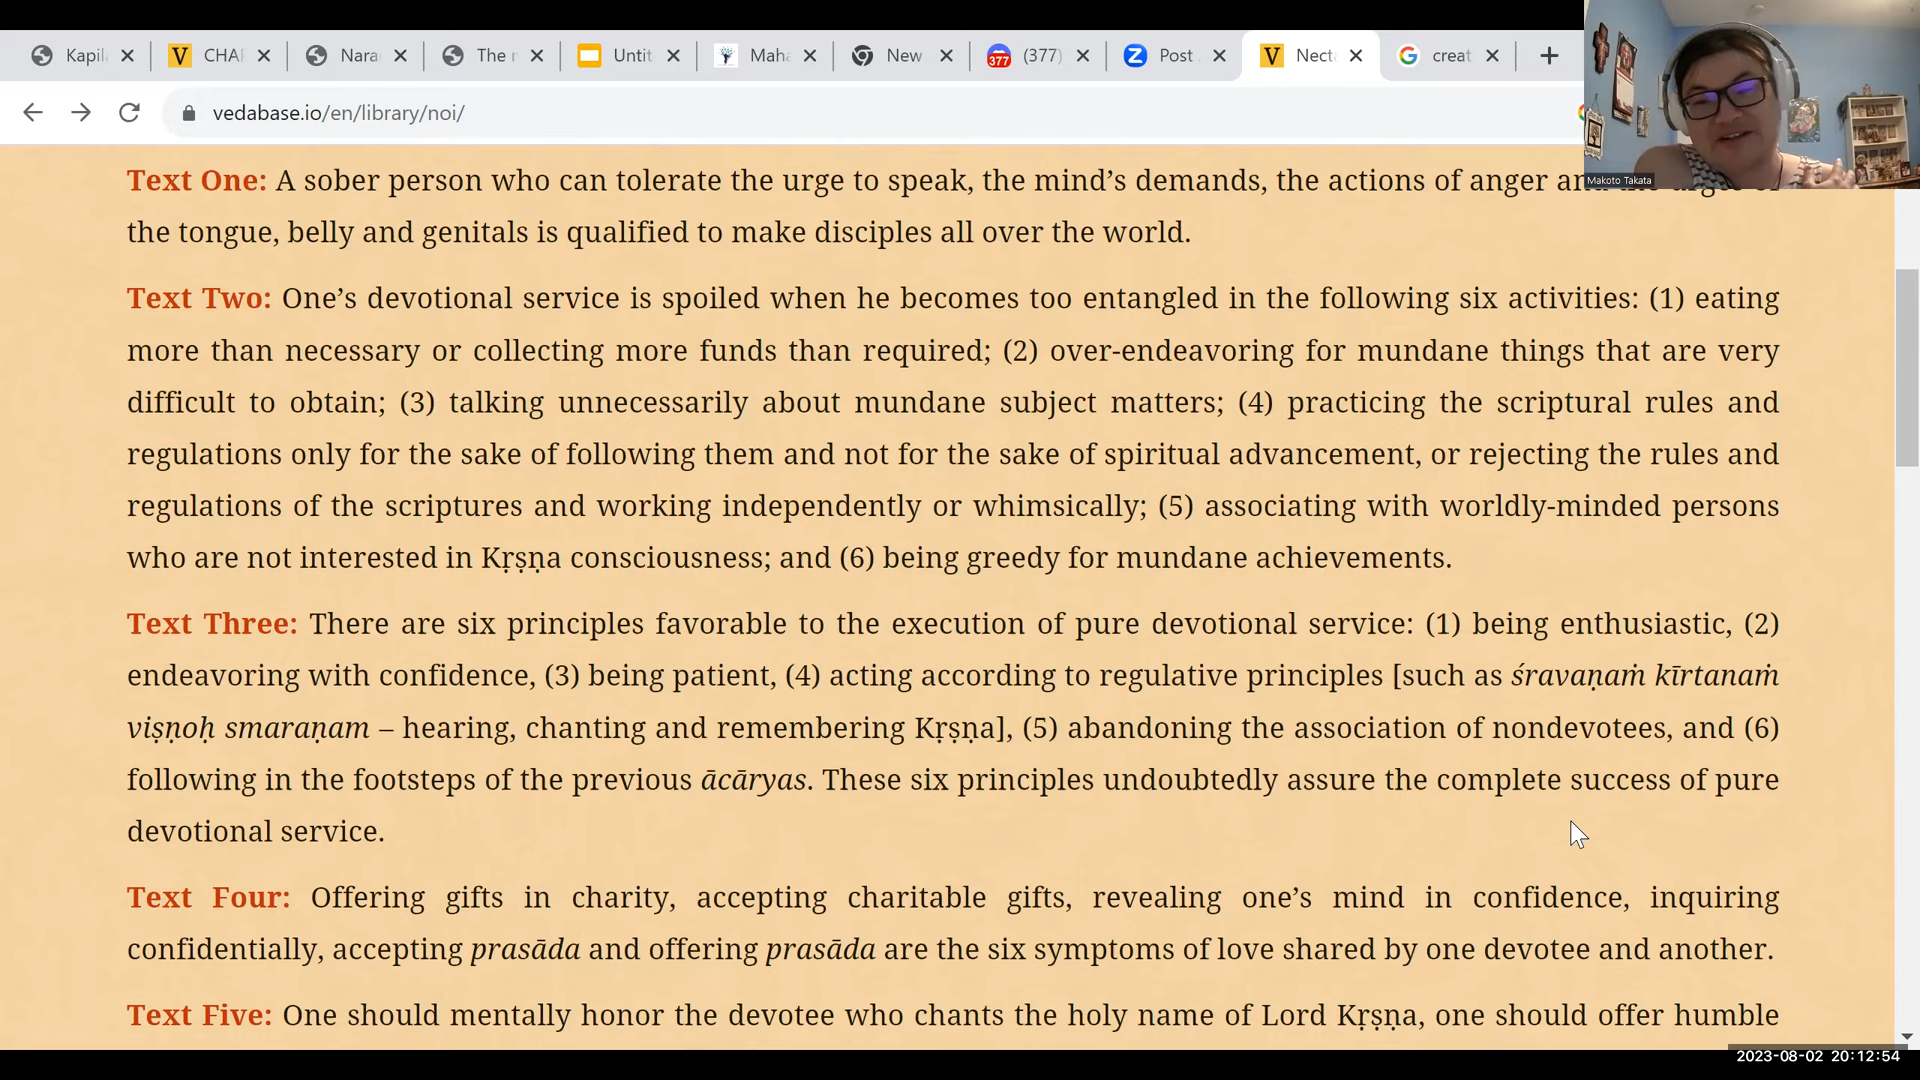 Kapil
CHAI
Nara
The r
Untit
Maha
New
377
(377)
Post
Necta
creat
vedabase.io/en/library/noi/
Makoto Takata
Text One: A sober person who can tolerate the urge to speak, the mind’s demands, the actions of anger
the tongue, belly and genitals is qualified to make disciples all over the world.
Text Two: One’s devotional service is spoiled when he becomes too entangled in the following six activities: (1) eating
more than necessary or collecting more funds than required; (2) over-endeavoring for mundane things that are very
difficult to obtain; (3) talking unnecessarily about mundane subject matters; (4) practicing the scriptural rules and
regulations only for the sake of following them and not for the sake of spiritual advancement, or rejecting the rules and
regulations of the scriptures and working independently or whimsically; (5) associating with worldly-minded persons
who are not interested in Kṛṣṇa consciousness; and (6) being greedy for mundane achievements.
Text Three: There are six principles favorable to the execution of pure devotional service: (1) being enthusiastic, (2)
endeavoring with confidence, (3) being patient, (4) acting according to regulative principles [such as śravaṇaṁ kīrtanaṁ
viṣṇoḥ smaraṇam – hearing, chanting and remembering Kṛṣṇa], (5) abandoning the association of nondevotees, and (6)
following in the footsteps of the previous ācāryas. These six principles undoubtedly assure the complete success of pure
devotional service.
Text Four: Offering gifts in charity, accepting charitable gifts, revealing one’s mind in confidence, inquiring
confidentially, accepting prasāda and offering prasāda are the six symptoms of love shared by one devotee and another.
Text Five: One should mentally honor the devotee who chants the holy name of Lord Kṛṣṇa, one should offer humble
2023-08-02 20:12:54